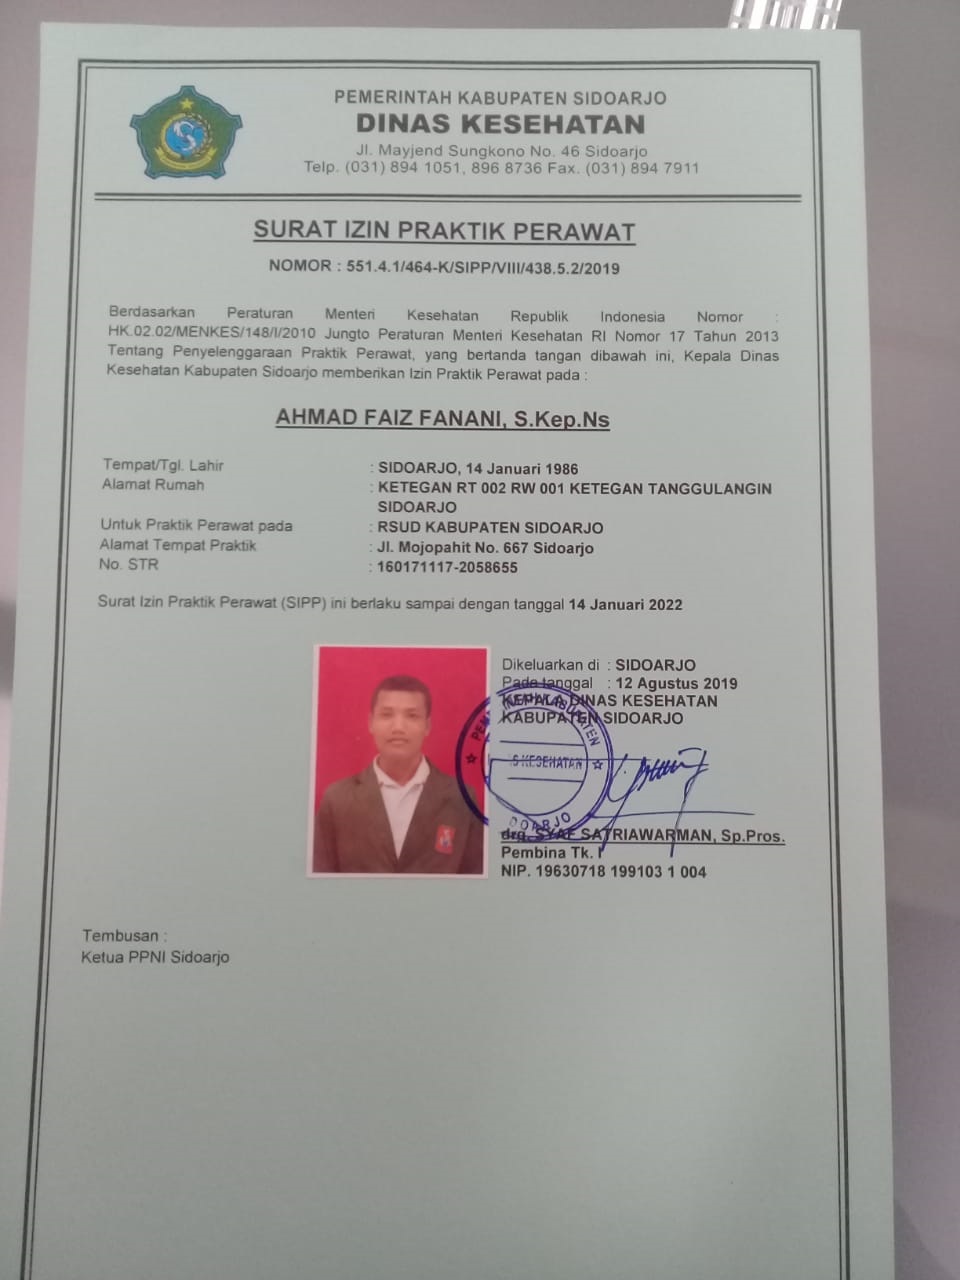 PEMERINTAH KABUPATEN SIDOARJO
DINAS KESEHATAN
Jl. Mayjend Sungkono No. 46 Sidoarjo
Telp. (031) 894 1051, 896 8736 Fax. (031) 894 7911
SURAT IZIN PRAKTIK PERAWAT
NOMOR : 551.4.1/464-K/SIPP/VIII/438.5.2/2019
Berdasarkan Peraturan Menteri Kesehatan Republik Indonesia Nomor :
HK.02.02/MENKES/148/I/2010 Jungto Peraturan Menteri Kesehatan RI Nomor 17 Tahun 2013
Tentang Penyelenggaraan Praktik Perawat, yang bertanda tangan dibawah ini, Kepala Dinas
Kesehatan Kabupaten Sidoarjo memberikan Izin Praktik Perawat pada :
AHMAD FAIZ FANANI, S.Kep.Ns
Tempat/Tgl. Lahir : SIDOARJO, 14 Januari 1986
Alamat Rumah : KETEGAN RT 002 RW 001 KETEGAN TANGGULANGIN
SIDOARJO
Untuk Praktik Perawat pada : RSUD KABUPATEN SIDOARJO
Alamat Tempat Praktik : Jl. Mojopahit No. 667 Sidoarjo
No. STR : 160171117-2058655
Surat Izin Praktik Perawat (SIPP) ini berlaku sampai dengan tanggal 14 Januari 2022
Dikeluarkan di : SIDOARJO
Pada tanggal : 12 Agustus 2019
KEPALA DINAS KESEHATAN
KABUPATEN SIDOARJO
drg. SYAF SATRIAWARMAN, Sp.Pros.
Pembina Tk. I
NIP. 19630718 199103 1 004
Tembusan :
Ketua PPNI Sidoarjo